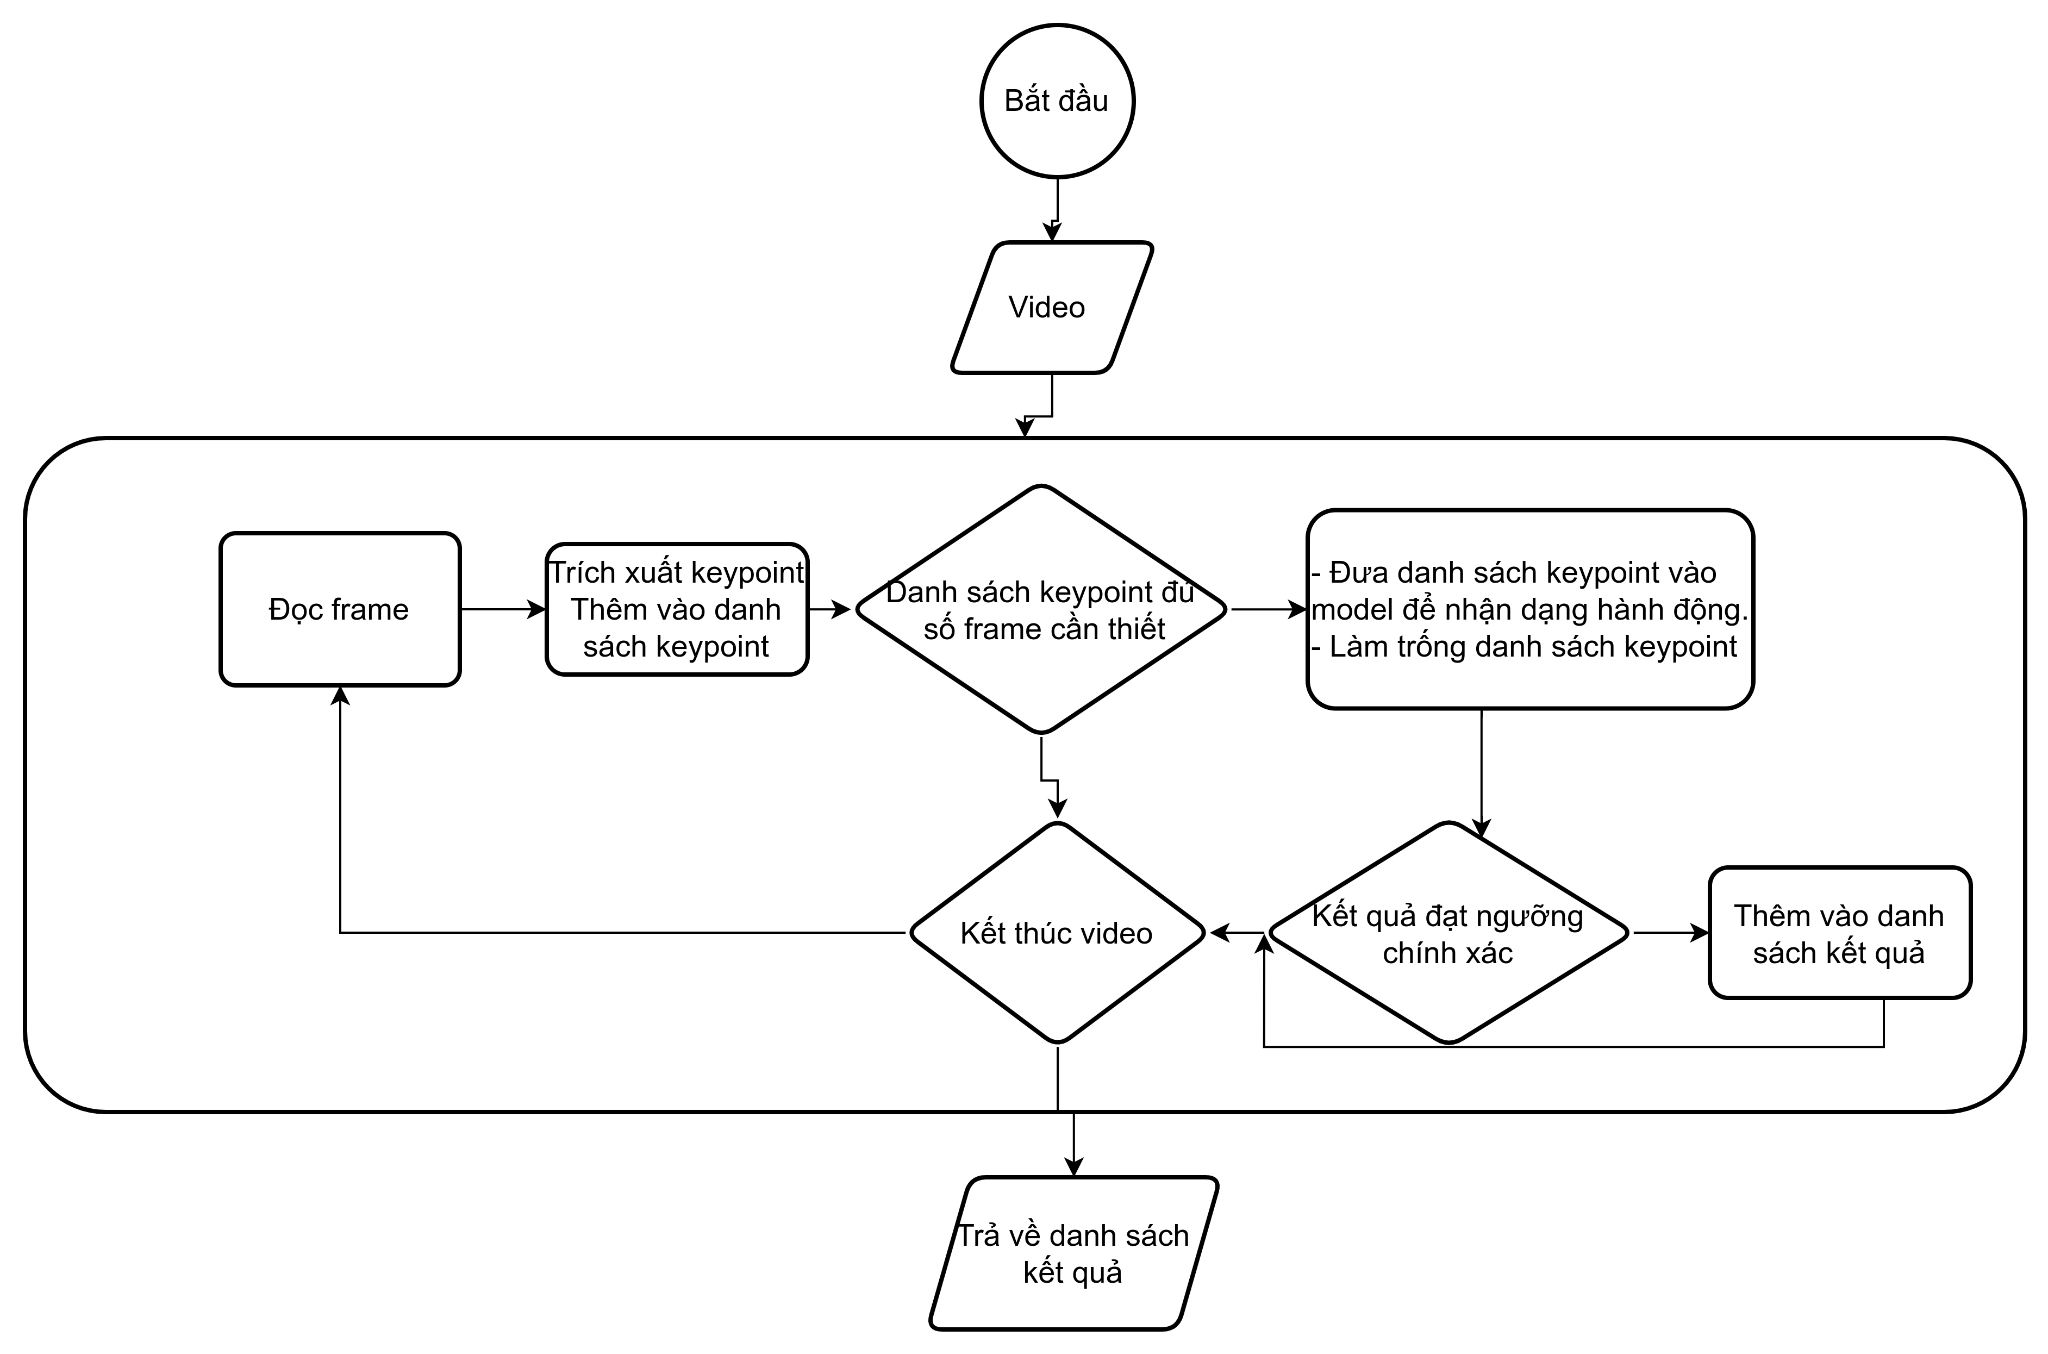 Bắt đầu
Video
Đọc frame
Trích xuất keypoint
Thêm vào danh
sách keypoint
Danh sách keypoint đủ
số frame cần thiết
- Đưa danh sách keypoint vào
model để nhận dạng hành động.
- Làm trống danh sách keypoint
Kết thúc video
Kết quả đạt ngưỡng
chính xác
Thêm vào danh
sách kết quả
Trả về danh sách
kết quả